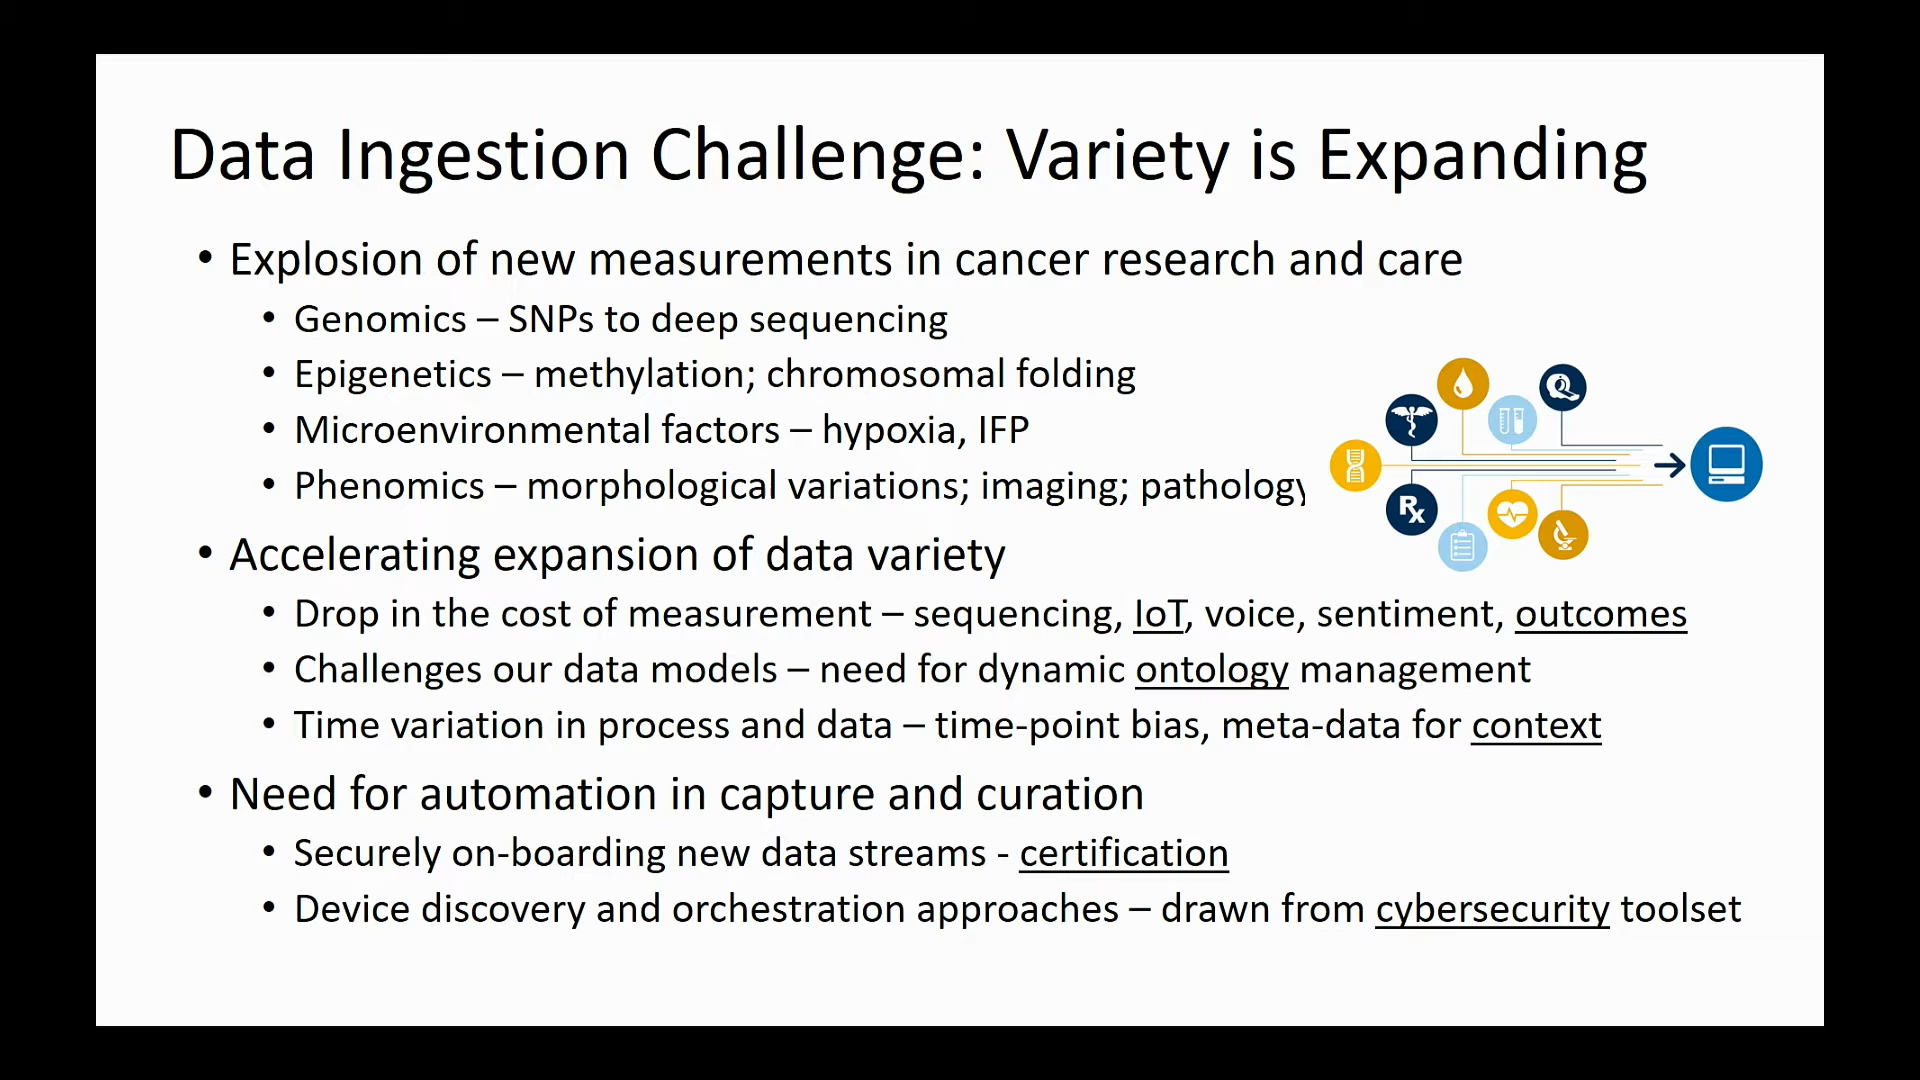 Data Ingestion Challenge: Variety is Expanding
• Explosion of new measurements in cancer research and care
• Genomics – SNPs to deep sequencing
• Epigenetics – methylation; chromosomal folding
• Microenvironmental factors – hypoxia, IFP
• Phenomics – morphological variations; imaging; pathology
Rx
• Accelerating expansion of data variety
• Drop in the cost of measurement – sequencing, IoT, voice, sentiment, outcomes
• Challenges our data models – need for dynamic ontology management
• Time variation in process and data – time-point bias, meta-data for context
• Need for automation in capture and curation
• Securely on-boarding new data streams - certification
• Device discovery and orchestration approaches – drawn from cybersecurity toolset